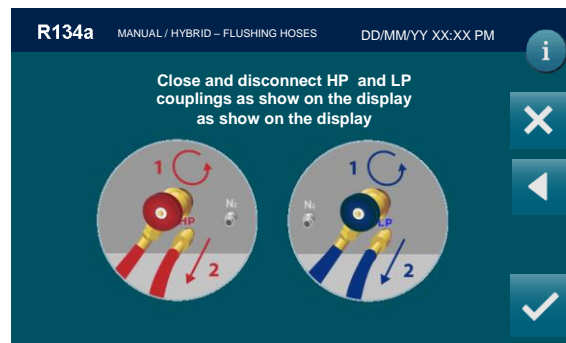 R134a MANUAL / HYBRID – FLUSHING HOSES DD/MM/YY XX:XX PM
i
Close and disconnect HP and LP
couplings as show on the display
as show on the display
1 N₂ HP 2
1 N₂ LP 2